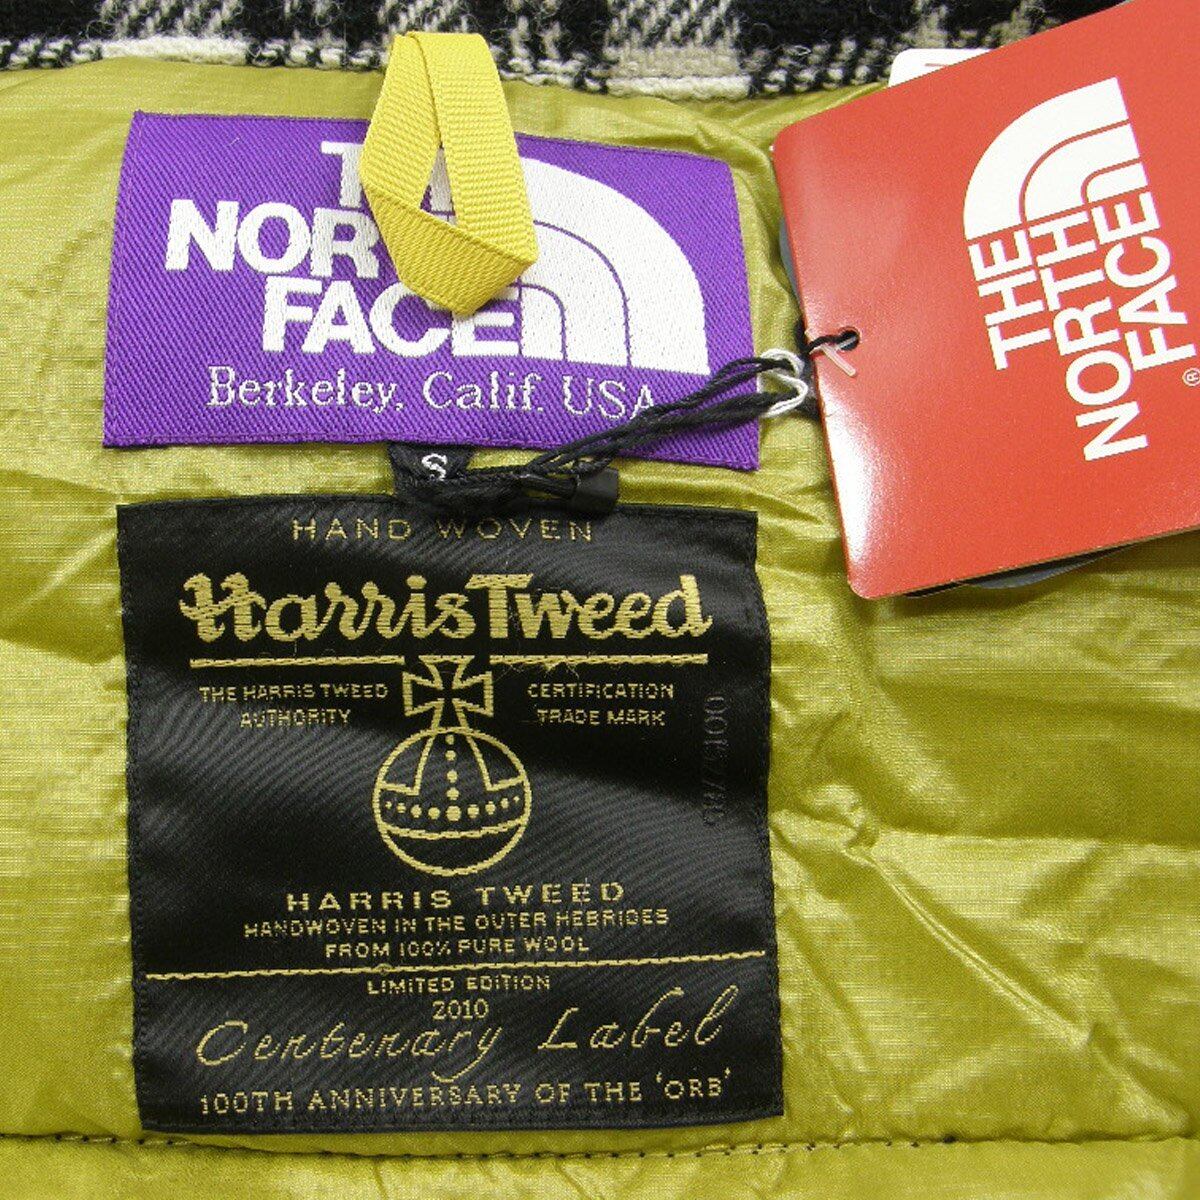 THE
NORTH
FACE
Berkeley, Calif. USA
S
HAND WOVEN
Harris Tweed
THE HARRIS TWEED
AUTHORITY
CERTIFICATION
TRADE MARK
HARRIS TWEED
HANDWOVEN IN THE OUTER HEBRIDES
FROM 100% PURE WOOL
LIMITED EDITION
2010
Centenary Label
100TH ANNIVERSARY OF THE 'ORB'
THE
NORTH
FACE®